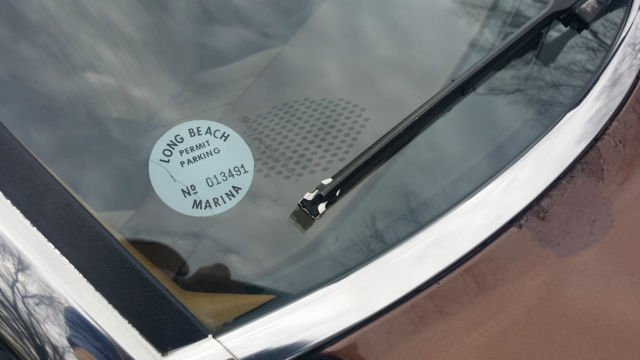 LONG BEACH
PERMIT
PARKING
Nº 013491
MARINA